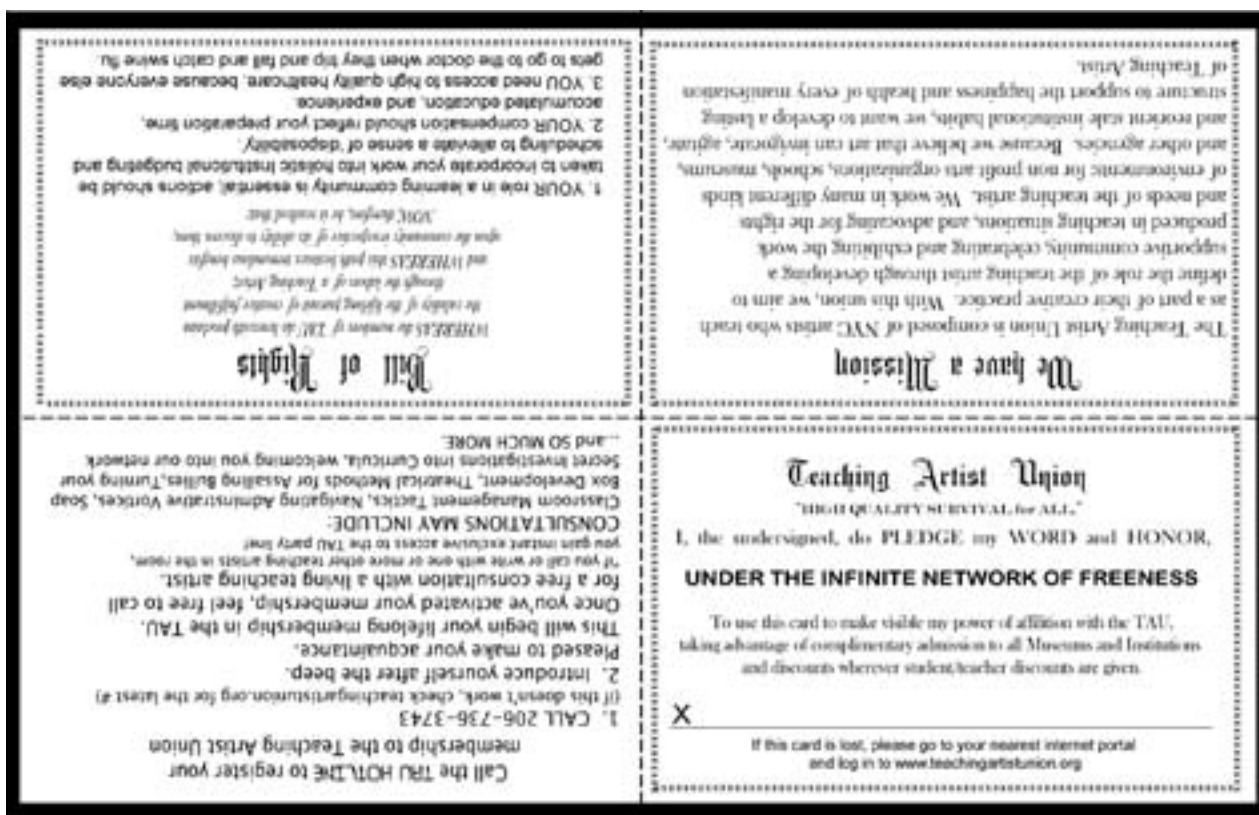 We have a Mission
The Teaching Artist Union is composed of NYC artists who teach
as a part of their creative practice. With this union, we aim to
define the role of the teaching artist through developing a
supportive community, celebrating and exhibiting the work
produced in teaching situations, and advocating for the rights
and needs of the teaching artist. We work in many different kinds
of environments: for non profit arts organizations, schools, museums,
and other agencies. Because we believe that art can invigorate, agitate,
and reorient stale institutional habits, we want to develop a lasting
structure to support the happiness and health of every manifestation
of Teaching Artist.
Bill of Rights
WHEREAS the members of TAU do herewith proclaim
the validity of the lifelong pursuit of creative fulfillment
through the labors of a Teaching Artist;
and WHEREAS this path bestows tremendous benefits
upon the community irrespective of its ability to discern them,
NOW, therefore, be it resolved that:
1. YOUR role in a learning community is essential; actions should be
taken to incorporate your work into holistic institutional budgeting and
scheduling to alleviate a sense of 'disposability'.
2. YOUR compensation should reflect your preparation time,
accumulated education, and experience.
3. YOU need access to high quality healthcare, because everyone else
gets to go to the doctor when they trip and fall and catch swine flu.
Call the TAU HOTLINE to register your
membership to the Teaching Artist Union
1. CALL 206-736-3743
(if this doesn't work, check teachingartistunion.org for the latest #)
2. Introduce yourself after the beep.
Pleased to make your acquaintance.
This will begin your lifelong membership in the TAU.
Once you've activated your membership, feel free to call
for a free consultation with a living teaching artist.
*if you call or write with one or more other teaching artists in the room,
you gain instant exclusive access to the TAU party line!
CONSULTATIONS MAY INCLUDE:
Classroom Management Tactics, Navigating Administrative Vortices, Soap
Box Development, Theatrical Methods for Assailing Bullies,Turning your
Secret Investigations into Curricula, welcoming you into our network
...and SO MUCH MORE.
Teaching Artist Union
"HIGH QUALITY SURVIVAL for ALL."
I, the undersigned, do PLEDGE my WORD and HONOR,
UNDER THE INFINITE NETWORK OF FREENESS
To use this card to make visible my power of affilition with the TAU,
taking advantage of complimentary admission to all Museums and Institutions
and discounts wherever student/teacher discounts are given.
X
If this card is lost, please go to your nearest internet portal
and log in to www.teachingartistunion.org